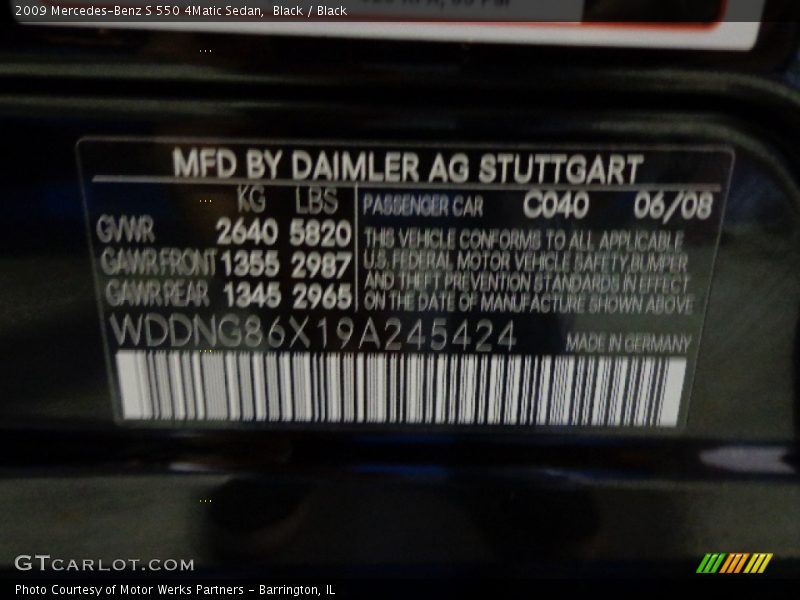 2009 Mercedes-Benz S 550 4Matic Sedan, Black / Black
MFD BY DAIMLER AG STUTTGART
KG LBS
GVWR 2640 5820
GAWR FRONT 1355 2987
GAWR REAR 1345 2965
PASSENGER CAR C040 06/08
THIS VEHICLE CONFORMS TO ALL APPLICABLE
U.S. FEDERAL MOTOR VEHICLE SAFETY, BUMPER
AND THEFT PREVENTION STANDARDS IN EFFECT
ON THE DATE OF MANUFACTURE SHOWN ABOVE
WDDNG86X19A245424
MADE IN GERMANY
GTCARLOT.COM
Photo Courtesy of Motor Werks Partners - Barrington, IL